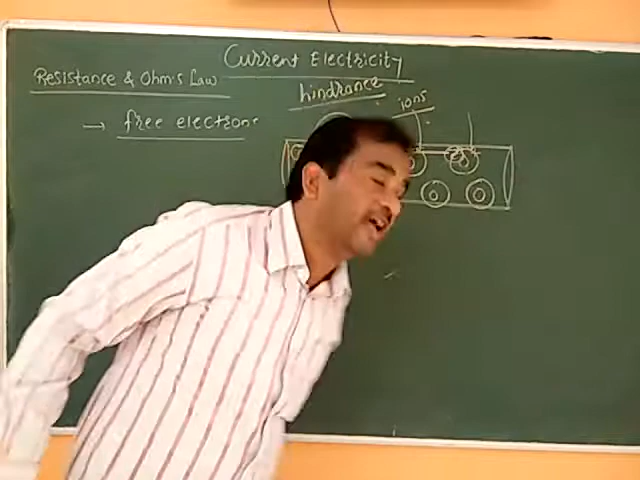 Current Electricity
Resistance & Ohm's Law
hindrance
ions
→ free electrons